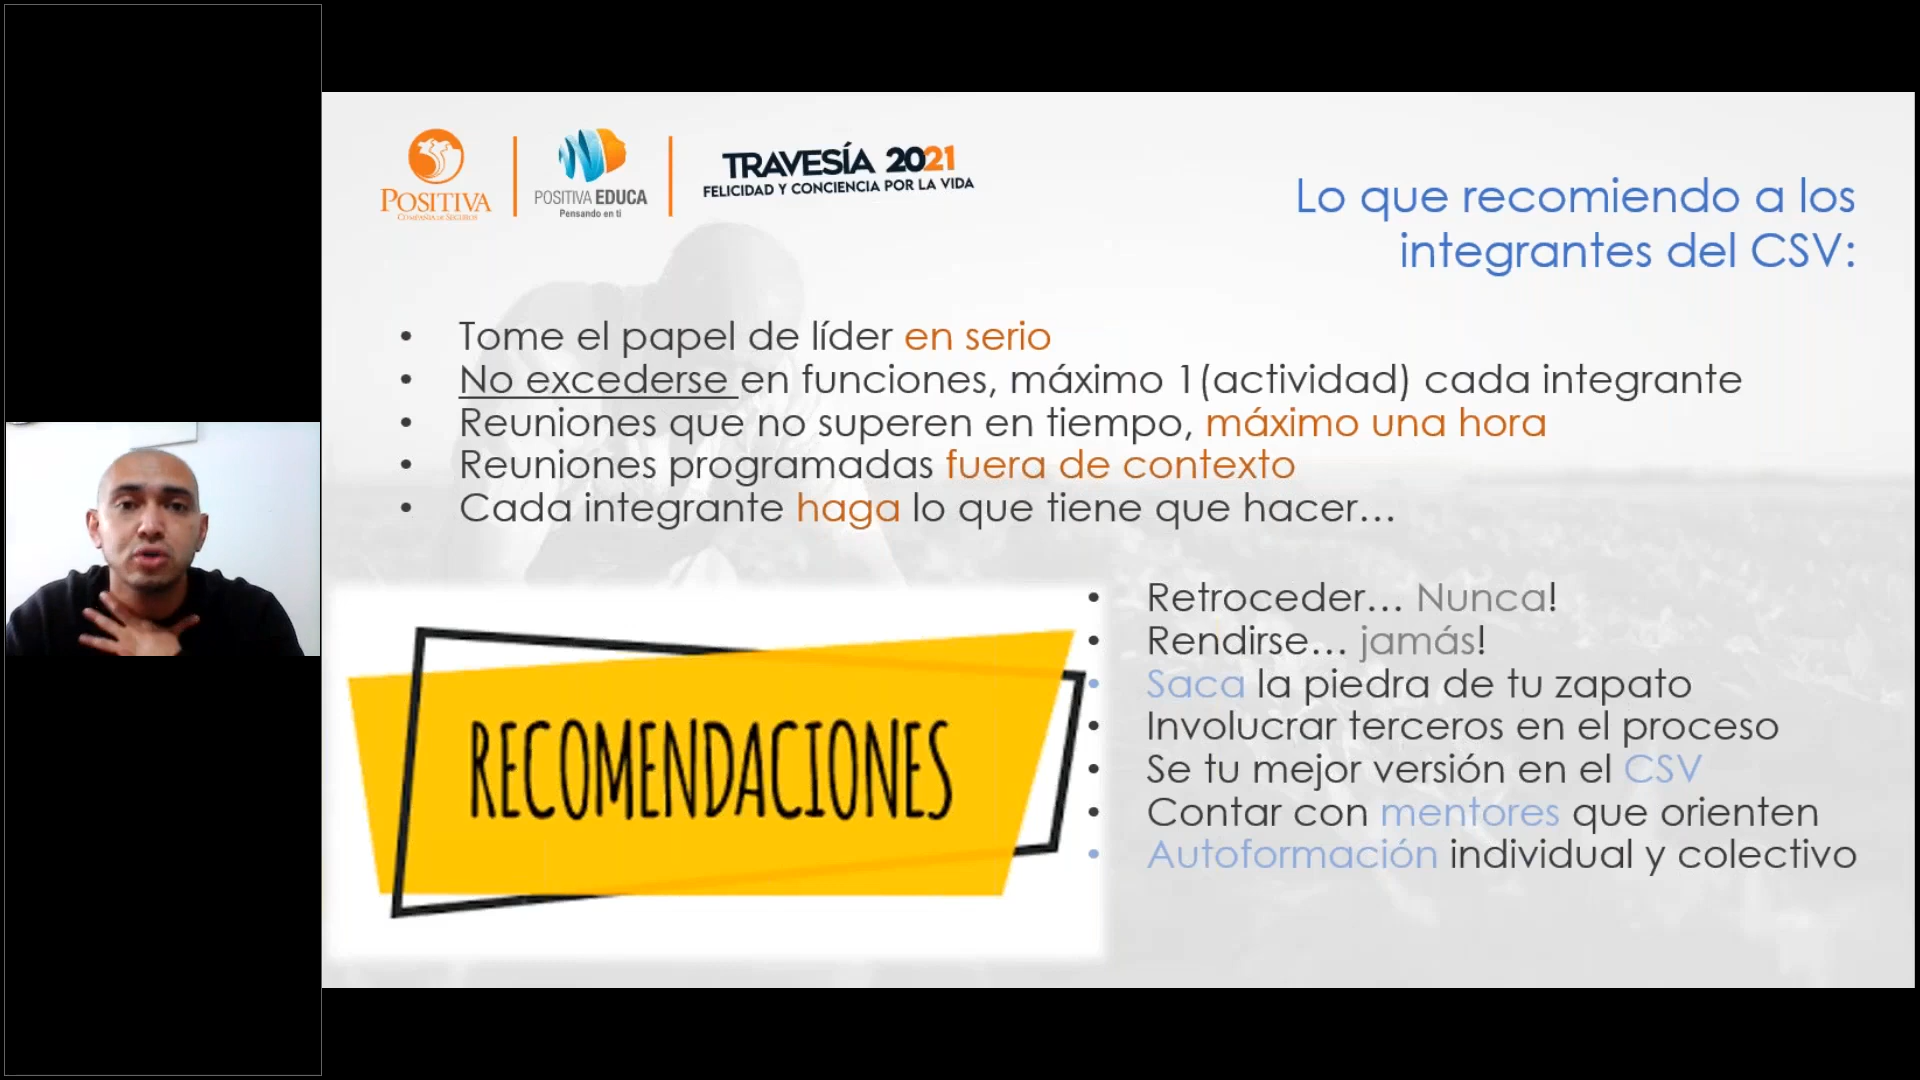 POSITIVA
COMPAÑIA DE SEGUROS
POSITIVA EDUCA
Pensando en ti
TRAVESÍA 2021
FELICIDAD Y CONCIENCIA POR LA VIDA
Lo que recomiendo a los
integrantes del CSV:
• Tome el papel de líder en serio
• No excederse en funciones, máximo 1(actividad) cada integrante
• Reuniones que no superen en tiempo, máximo una hora
• Reuniones programadas fuera de contexto
• Cada integrante haga lo que tiene que hacer...
RECOMENDACIONES
• Retroceder... Nunca!
• Rendirse... jamás!
• Saca la piedra de tu zapato
• Involucrar terceros en el proceso
• Se tu mejor versión en el CSV
• Contar con mentores que orienten
• Autoformación individual y colectivo